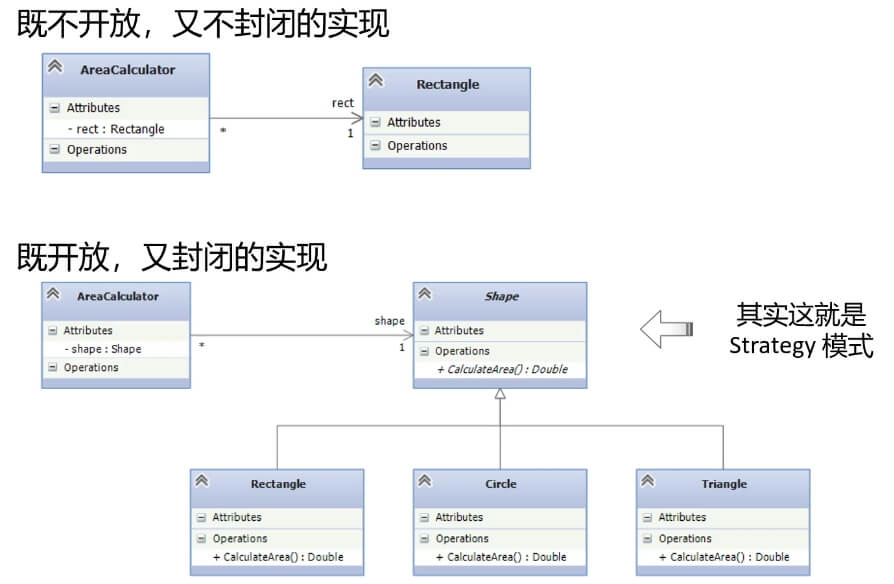 既不开放，又不封闭的实现
AreaCalculator
Attributes
- rect : Rectangle
Operations
*
rect
1
Rectangle
Attributes
Operations
既开放，又封闭的实现
AreaCalculator
Attributes
- shape : Shape
Operations
*
shape
1
Shape
Attributes
Operations
+ CalculateArea() : Double
其实这就是
Strategy 模式
Rectangle
Attributes
Operations
+ CalculateArea() : Double
Circle
Attributes
Operations
+ CalculateArea() : Double
Triangle
Attributes
Operations
+ CalculateArea() : Double